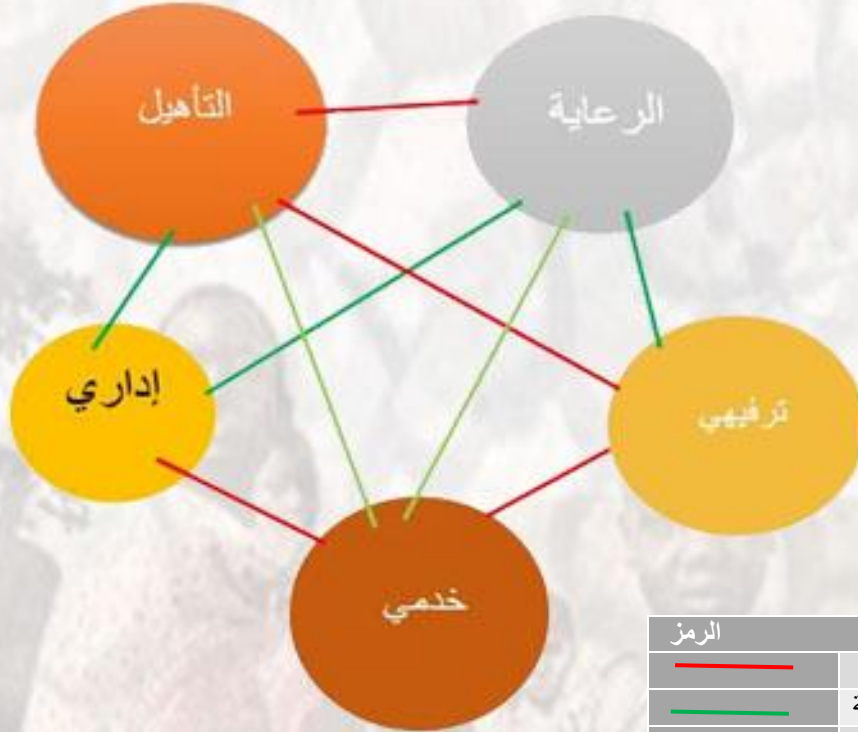 الرعاية
التأهيل
ترفيهي
إداري
خدمي
الرمز